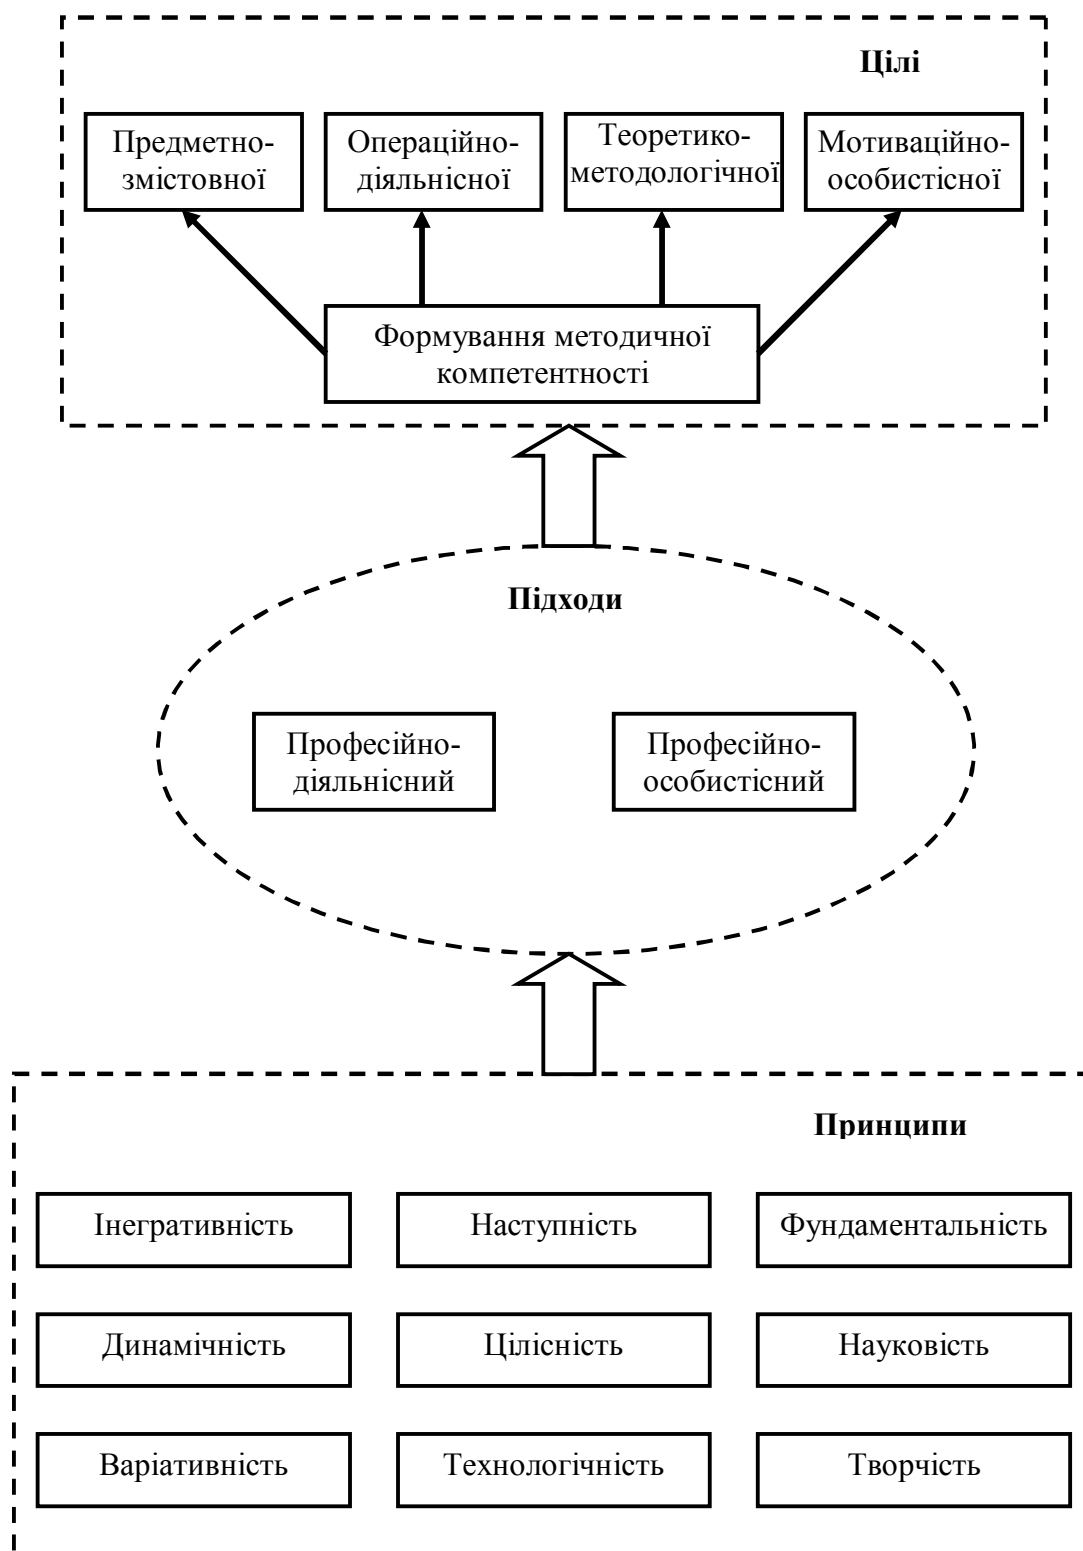 Цілі
Предметно-
змістовної
Операційно-
діяльнісної
Теоретико-
методологічної
Мотиваційно-
особистісної
Формування методичної
компетентності
Підходи
Професійно-
діяльнісний
Професійно-
особистісний
Принципи
Інегративність
Наступність
Фундаментальність
Динамічність
Цілісність
Науковість
Варіативність
Технологічність
Творчість